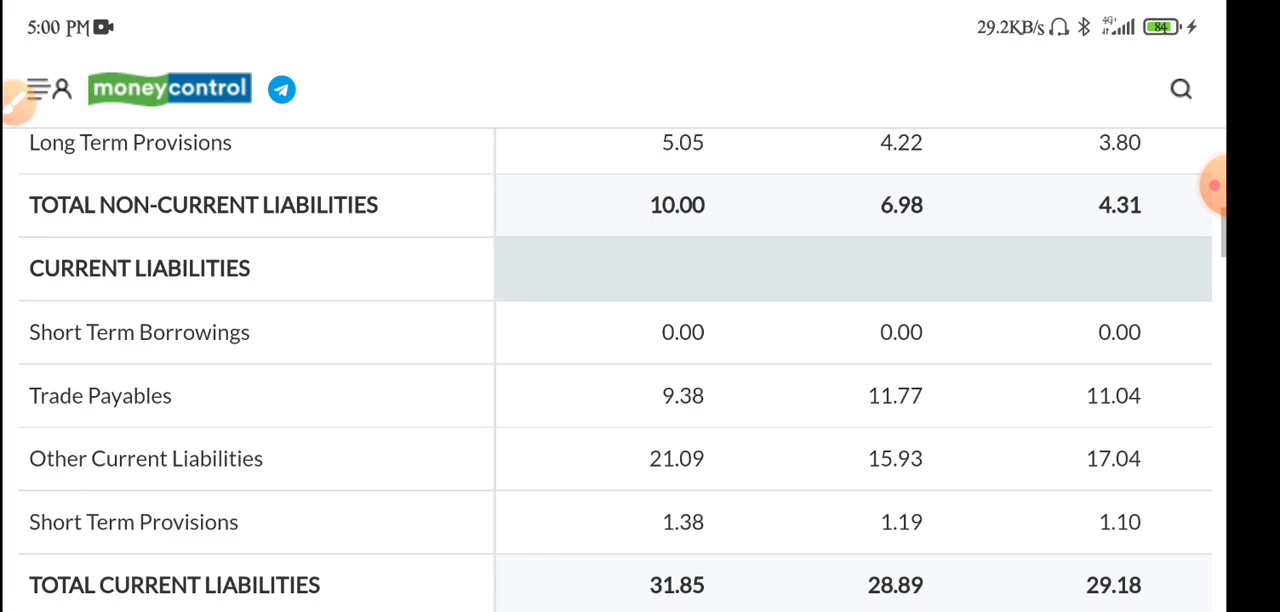 5:00 PM 29.2KB/s 4G+ 84
moneycontrol
Long Term Provisions 5.05 4.22 3.80
TOTAL NON-CURRENT LIABILITIES 10.00 6.98 4.31
CURRENT LIABILITIES
Short Term Borrowings 0.00 0.00 0.00
Trade Payables 9.38 11.77 11.04
Other Current Liabilities 21.09 15.93 17.04
Short Term Provisions 1.38 1.19 1.10
TOTAL CURRENT LIABILITIES 31.85 28.89 29.18